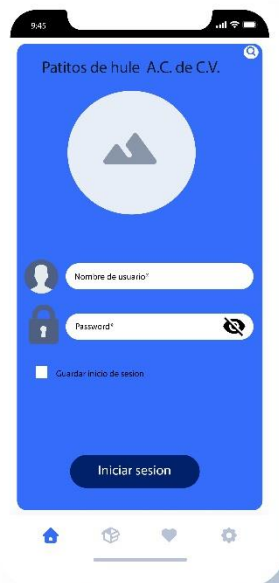 9:45
Patitos de hule A.C. de C.V.
Nombre de usuario*
Password*
Guardar inicio de sesion
Iniciar sesion